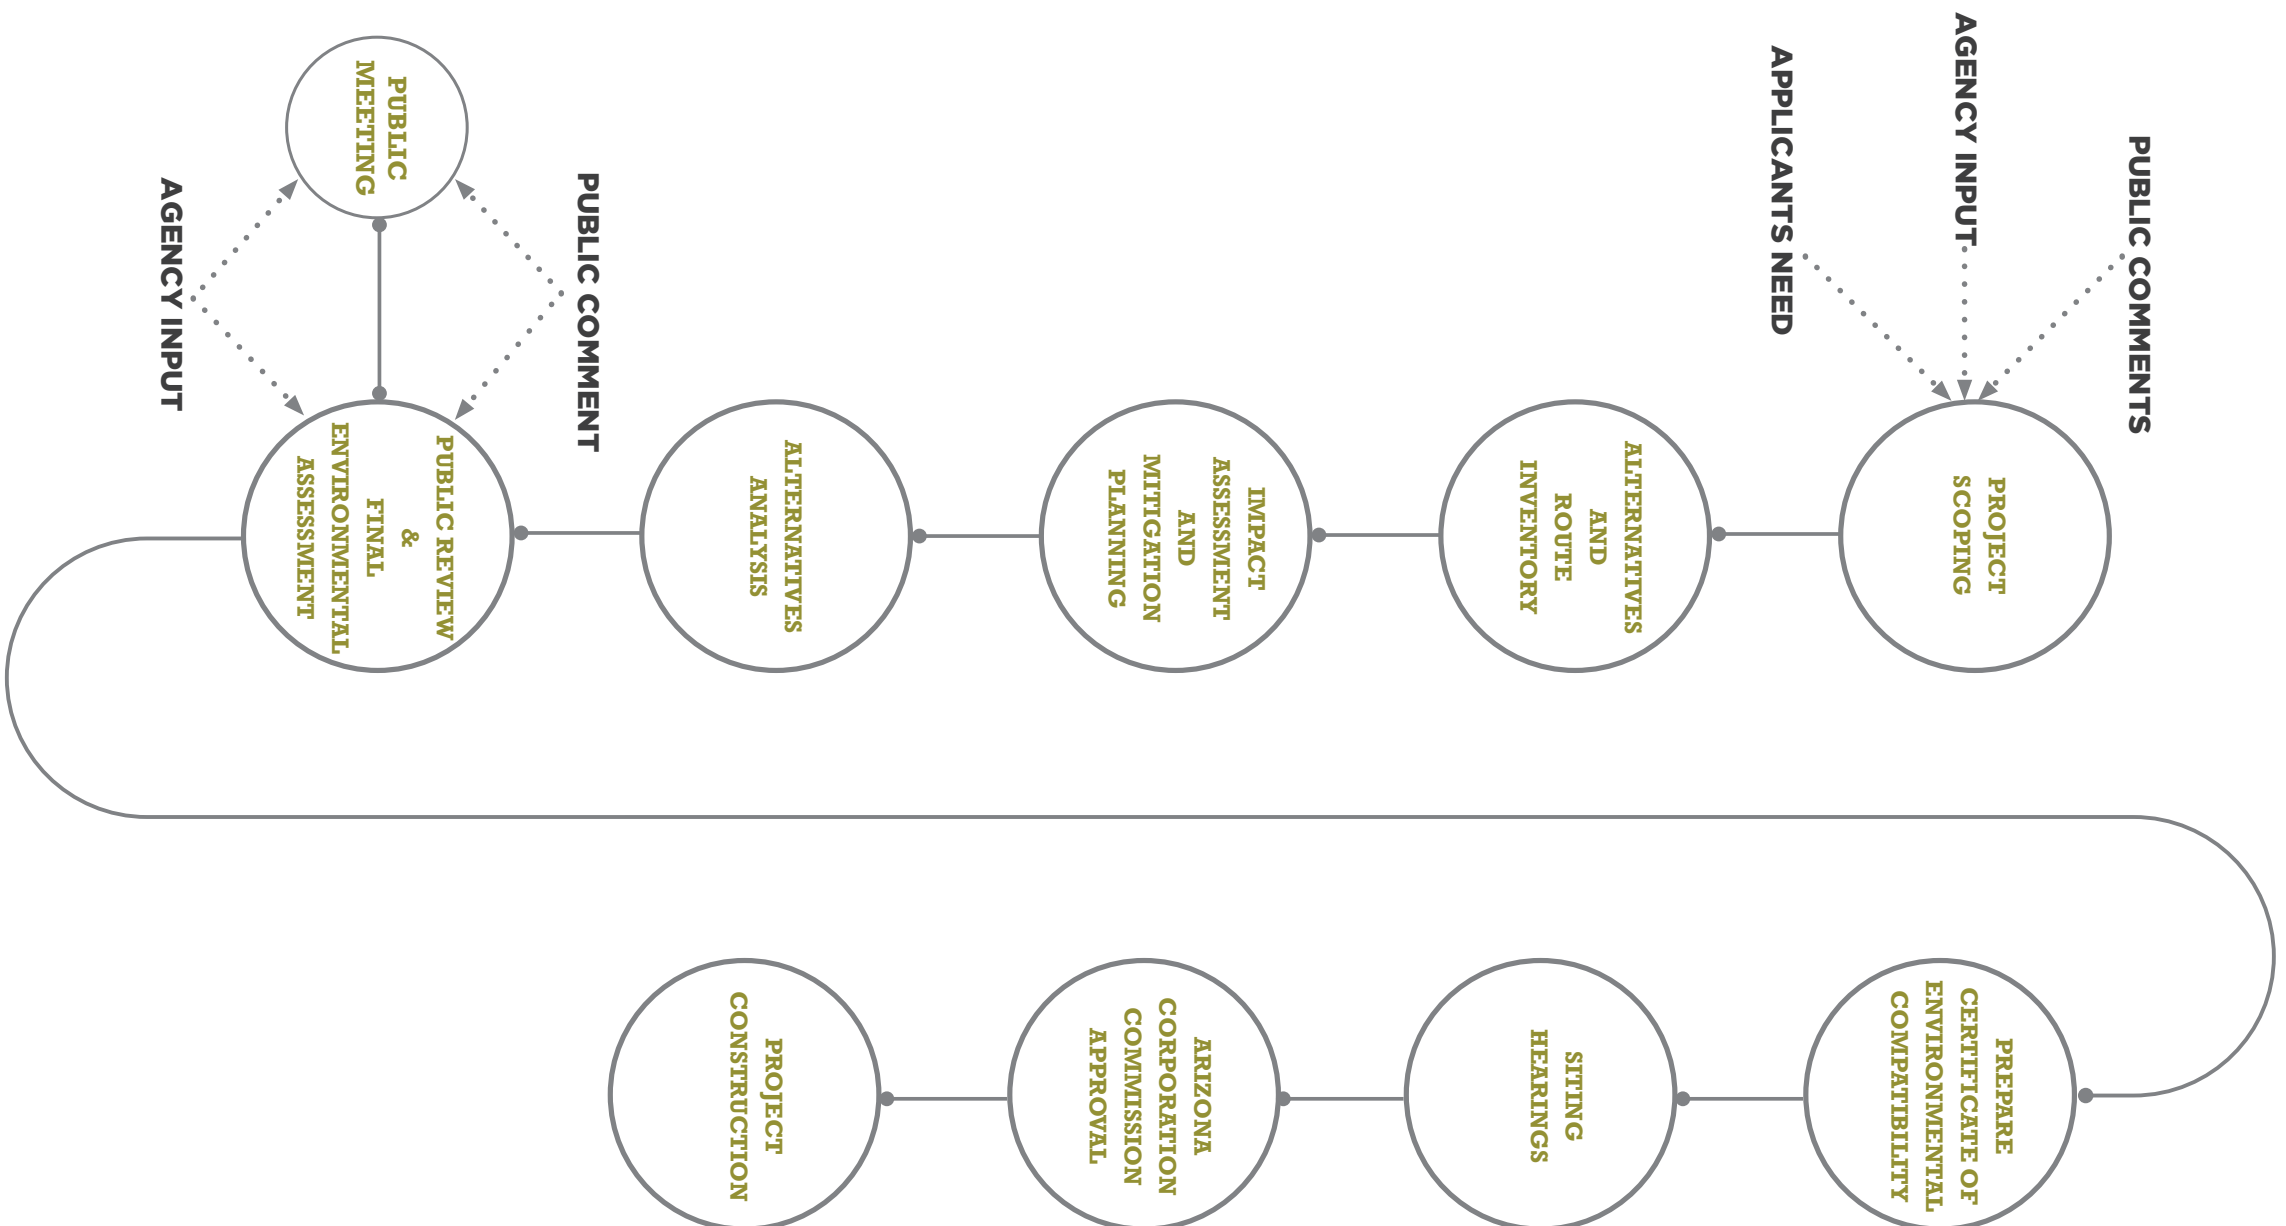 PUBLIC COMMENTS
AGENCY INPUT
APPLICANTS NEED
PROJECT
SCOPING
ALTERNATIVES
AND
ROUTE
INVENTORY
IMPACT
ASSESSMENT
AND
MITIGATION
PLANNING
ALTERNATIVES
ANALYSIS
PUBLIC COMMENT
PUBLIC REVIEW
&
FINAL
ENVIRONMENTAL
ASSESSMENT
PUBLIC
MEETING
AGENCY INPUT
PREPARE
CERTIFICATE OF
ENVIRONMENTAL
COMPATIBILITY
SITING
HEARINGS
ARIZONA
CORPORATION
COMMISSION
APPROVAL
PROJECT
CONSTRUCTION